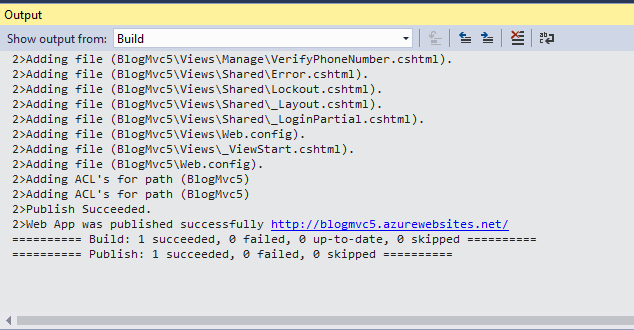 Output
Show output from: Build
2>Adding file (BlogMvc5\Views\Manage\VerifyPhoneNumber.cshtml).
2>Adding file (BlogMvc5\Views\Shared\Error.cshtml).
2>Adding file (BlogMvc5\Views\Shared\Lockout.cshtml).
2>Adding file (BlogMvc5\Views\Shared\_Layout.cshtml).
2>Adding file (BlogMvc5\Views\Shared\_LoginPartial.cshtml).
2>Adding file (BlogMvc5\Views\Web.config).
2>Adding file (BlogMvc5\Views\_ViewStart.cshtml).
2>Adding file (BlogMvc5\Web.config).
2>Adding ACL's for path (BlogMvc5)
2>Adding ACL's for path (BlogMvc5)
2>Publish Succeeded.
2>Web App was published successfully http://blogmvc5.azurewebsites.net/
========== Build: 1 succeeded, 0 failed, 0 up-to-date, 0 skipped ==========
========== Publish: 1 succeeded, 0 failed, 0 skipped ==========